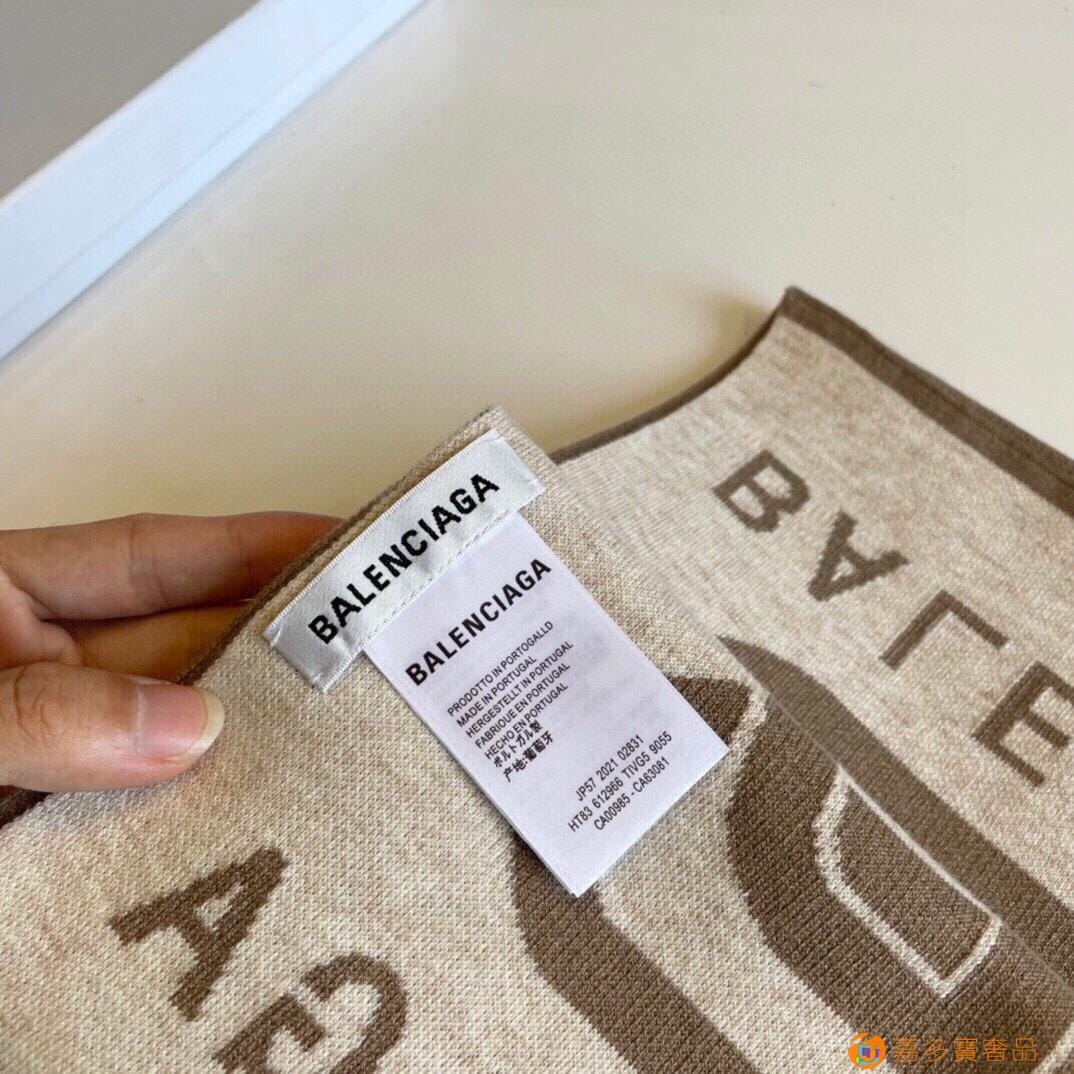 BALENCIAGA
BALENCIAGA
PRODOTTO IN PORTOGALLO
MADE IN PORTUGAL
HERGESTELLT IN PORTUGAL
FABRIQUE EN PORTUGAL
HECHO EN PORTUGAL
ポルトガル製
产地:葡萄牙
JP57 2021 02831
HT83 612966 TIVG5 9055
CA00985 - CA63081
BALE
AG
嘉多寶奢品